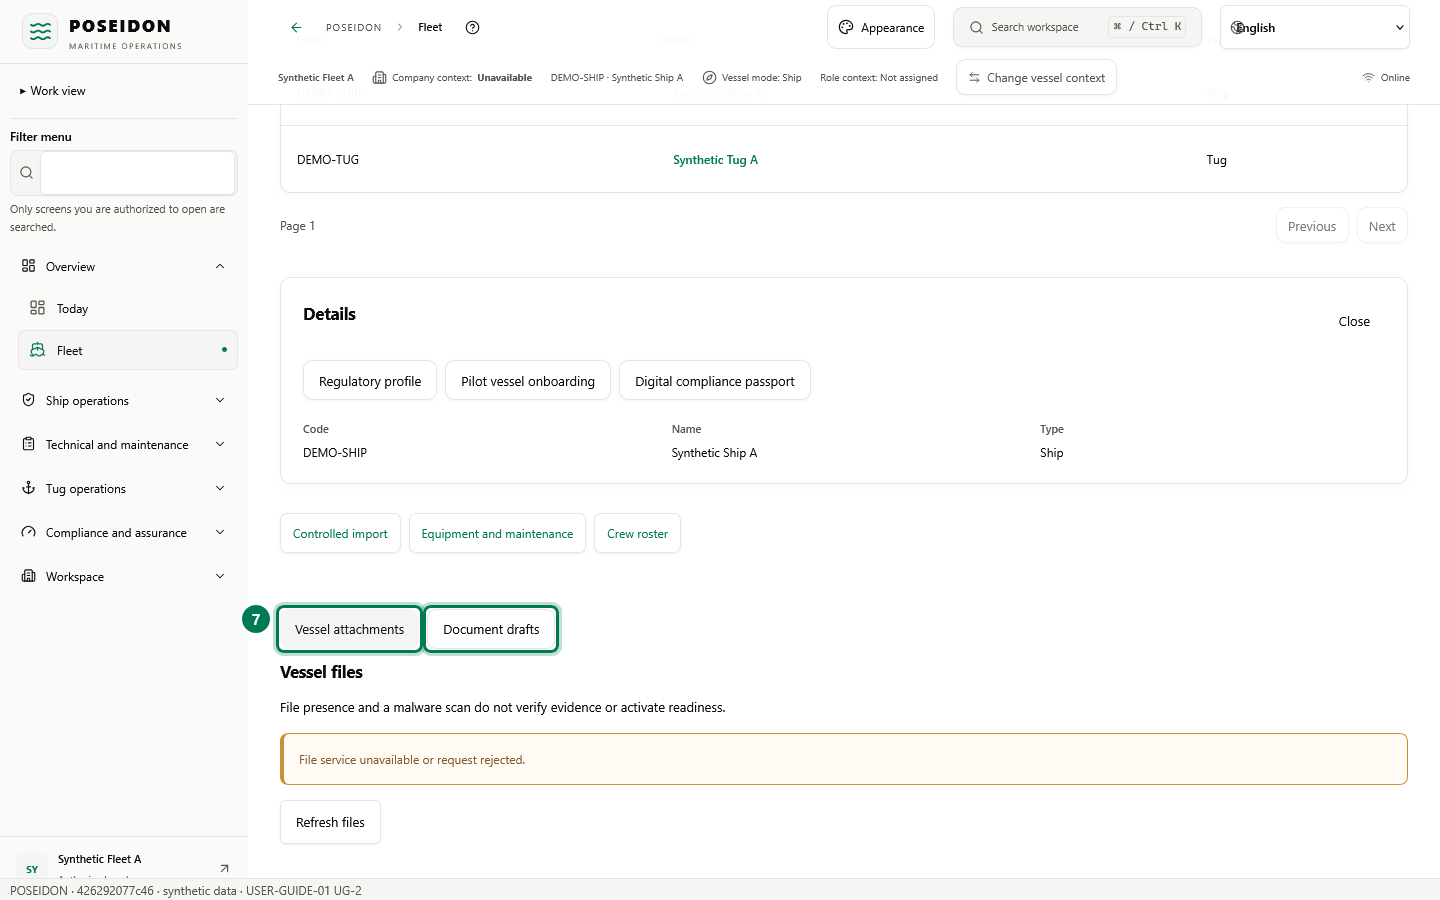 POSEIDON
MARITIME OPERATIONS
POSEIDON
Fleet
Appearance
Search workspace
⌘ / Ctrl K
English
Synthetic Fleet A
Company context: Unavailable
DEMO-SHIP · Synthetic Ship A
Vessel mode: Ship
Role context: Not assigned
Change vessel context
Online
DEMO-SHIP
Synthetic Ship A
Ship
Work view
Filter menu
Only screens you are authorized to open are
searched.
Overview
Today
Fleet
Ship operations
Technical and maintenance
Tug operations
Compliance and assurance
Workspace
DEMO-TUG
Synthetic Tug A
Tug
Page 1
Previous
Next
Details
Close
Regulatory profile
Pilot vessel onboarding
Digital compliance passport
Code
Name
Type
DEMO-SHIP
Synthetic Ship A
Ship
Controlled import
Equipment and maintenance
Crew roster
7
Vessel attachments
Document drafts
Vessel files
File presence and a malware scan do not verify evidence or activate readiness.
File service unavailable or request rejected.
Refresh files
SY
Synthetic Fleet A
POSEIDON · 426292077c46 · synthetic data · USER-GUIDE-01 UG-2